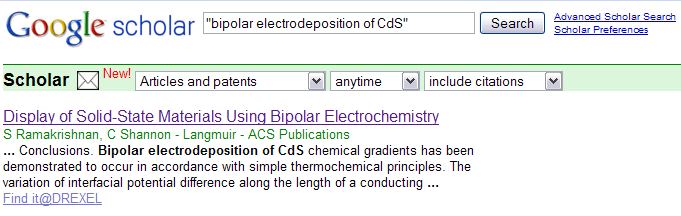 Google scholar "bipolar electrodeposition of CdS" Search Advanced Scholar Search
Scholar Preferences
Scholar New! Articles and patents anytime include citations
Display of Solid-State Materials Using Bipolar Electrochemistry
S Ramakrishnan, C Shannon - Langmuir - ACS Publications
... Conclusions. Bipolar electrodeposition of CdS chemical gradients has been
demonstrated to occur in accordance with simple thermochemical principles. The
variation of interfacial potential difference along the length of a conducting ...
Find it@DREXEL